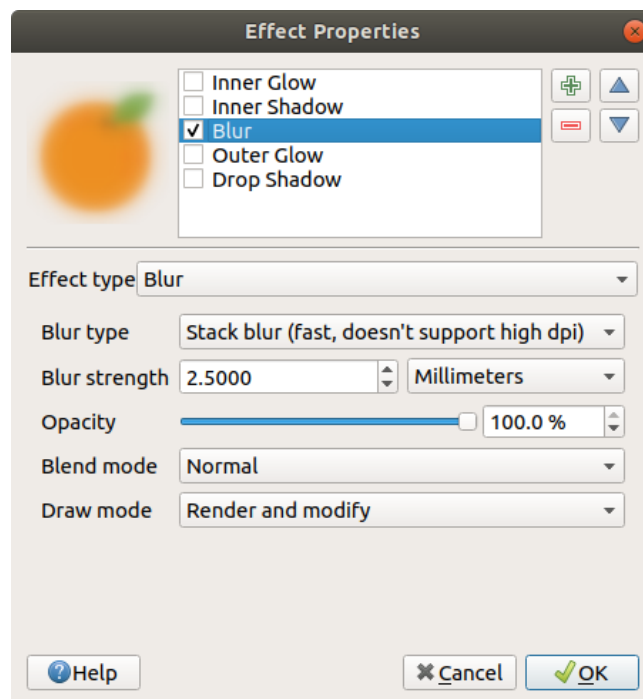 Effect Properties
Inner Glow
Inner Shadow
Blur
Outer Glow
Drop Shadow
Effect type Blur
Blur type Stack blur (fast, doesn't support high dpi)
Blur strength 2.5000 Millimeters
Opacity 100.0 %
Blend mode Normal
Draw mode Render and modify
Help Cancel OK